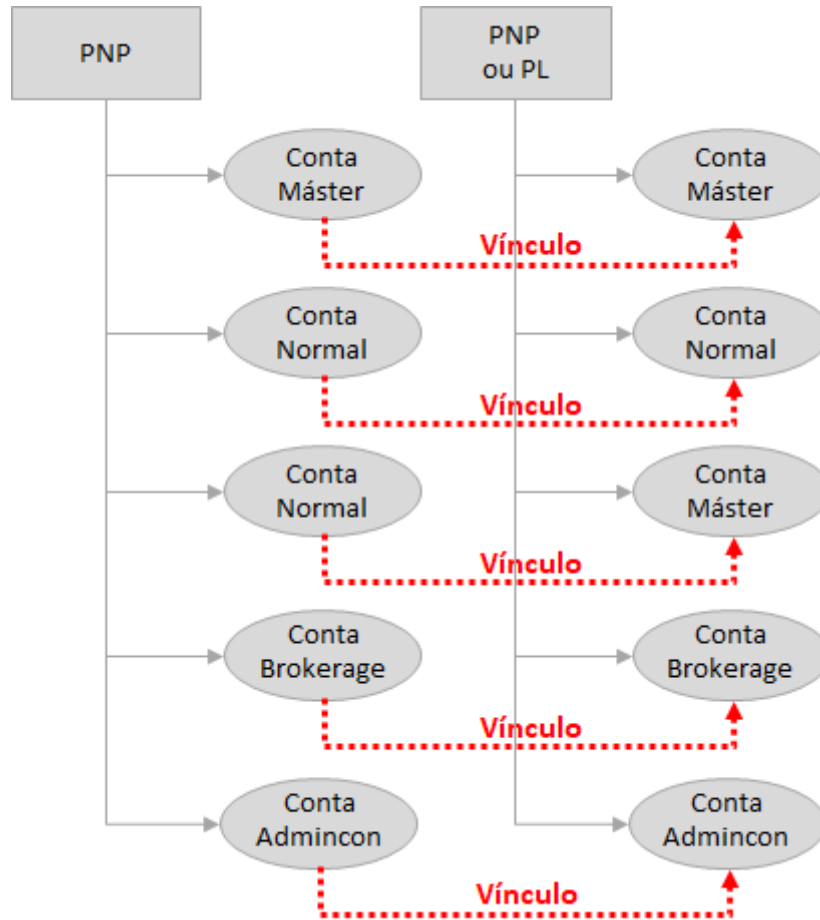 PNP
PNP
ou PL
Conta
Máster
Conta
Máster
Vínculo
Conta
Normal
Conta
Normal
Vínculo
Conta
Normal
Conta
Máster
Vínculo
Conta
Brokerage
Conta
Brokerage
Vínculo
Conta
Admincon
Conta
Admincon
Vínculo